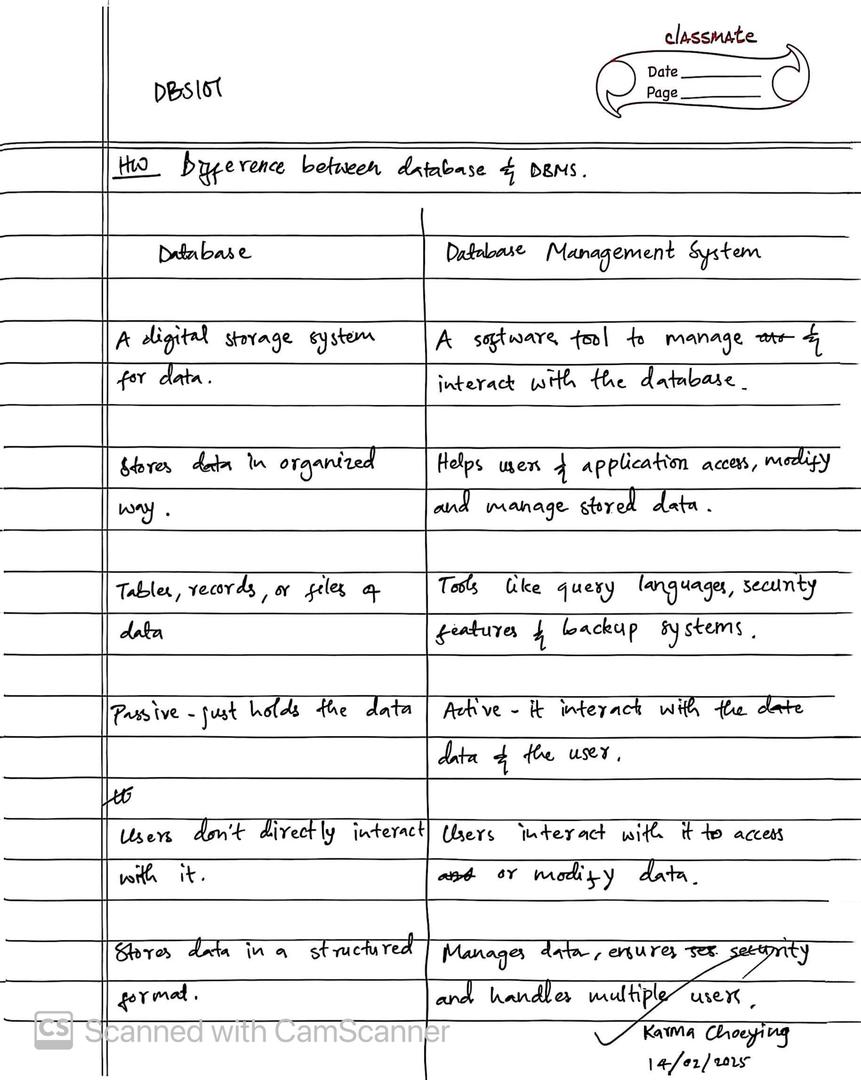 classmate
Date
Page
DBS101
HW Difference between database & DBMS.
Database
Database Management System
A digital storage system
for data.
A software tool to manage &
interact with the database.
Stores data in organized
way.
Helps users & application access, modify
and manage stored data.
Tables, records, or files of
data
Tools like query languages, security
features & backup systems.
Passive - just holds the data
Active - it interacts with the date
data & the user.
Users don't directly interact
with it.
Users interact with it to access
and or modify data.
Stores data in a structured
format.
Manages data, ensures security
and handles multiple users.
Karma Choeying
14/02/2025
CS Scanned with CamScanner